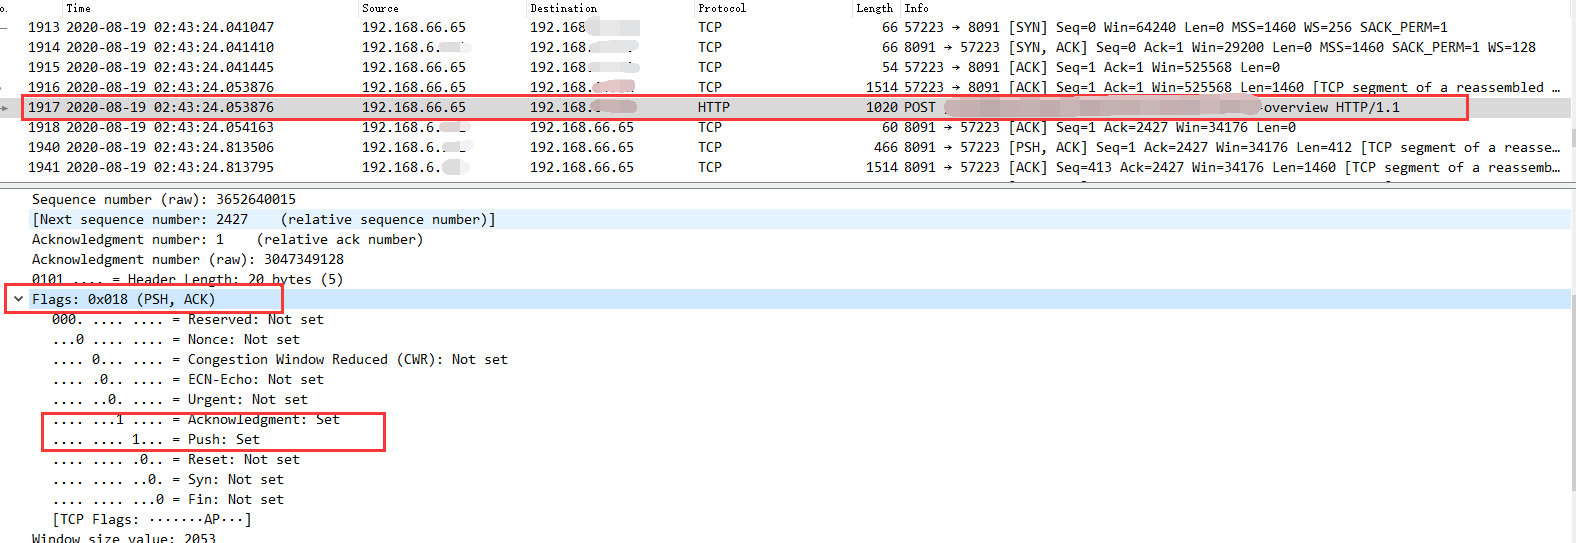 o. Time Source Destination Protocol Length Info
1913 2020-08-19 02:43:24.041047 192.168.66.65 192.168 TCP 66 57223 → 8091 [SYN] Seq=0 Win=64240 Len=0 MSS=1460 WS=256 SACK_PERM=1
1914 2020-08-19 02:43:24.041410 192.168.6. 192.168.66.65 TCP 66 8091 → 57223 [SYN, ACK] Seq=0 Ack=1 Win=29200 Len=0 MSS=1460 SACK_PERM=1 WS=128
1915 2020-08-19 02:43:24.041445 192.168.66.65 192.168. TCP 54 57223 → 8091 [ACK] Seq=1 Ack=1 Win=525568 Len=0
1916 2020-08-19 02:43:24.053876 192.168.66.65 192.168. TCP 1514 57223 → 8091 [ACK] Seq=1 Ack=1 Win=525568 Len=1460 [TCP segment of a reassembled …
1917 2020-08-19 02:43:24.053876 192.168.66.65 192.168. HTTP 1020 POST -overview HTTP/1.1
1918 2020-08-19 02:43:24.054163 192.168.6. 192.168.66.65 TCP 60 8091 → 57223 [ACK] Seq=1 Ack=2427 Win=34176 Len=0
1940 2020-08-19 02:43:24.813506 192.168.6. 192.168.66.65 TCP 466 8091 → 57223 [PSH, ACK] Seq=1 Ack=2427 Win=34176 Len=412 [TCP segment of a reasse…
1941 2020-08-19 02:43:24.813795 192.168.6. 192.168.66.65 TCP 1514 8091 → 57223 [ACK] Seq=413 Ack=2427 Win=34176 Len=1460 [TCP segment of a reassemb…
Sequence number (raw): 3652640015
[Next sequence number: 2427 (relative sequence number)]
Acknowledgment number: 1 (relative ack number)
Acknowledgment number (raw): 3047349128
0101 .... = Header Length: 20 bytes (5)
Flags: 0x018 (PSH, ACK)
000. .... .... = Reserved: Not set
...0 .... .... = Nonce: Not set
.... 0... .... = Congestion Window Reduced (CWR): Not set
.... .0.. .... = ECN-Echo: Not set
.... ..0. .... = Urgent: Not set
.... ...1 .... = Acknowledgment: Set
.... .... 1... = Push: Set
.... .... .0.. = Reset: Not set
.... .... ..0. = Syn: Not set
.... .... ...0 = Fin: Not set
[TCP Flags: ·······AP···]
Window size value: 2053